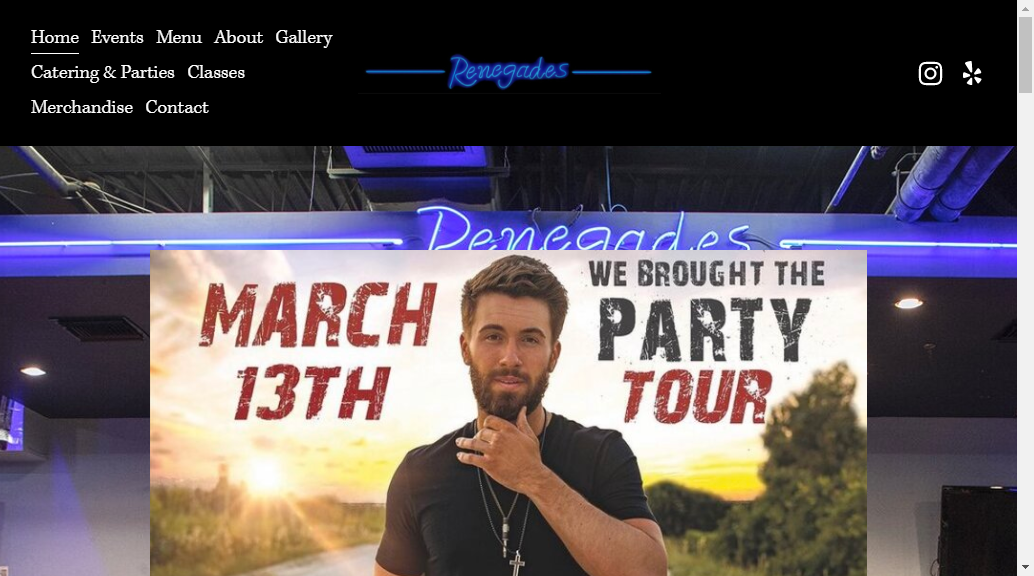 Home Events Menu About Gallery
Catering & Parties Classes
Merchandise Contact
Renegades
Renegades
MARCH
13TH
WE BROUGHT THE
PARTY
TOUR